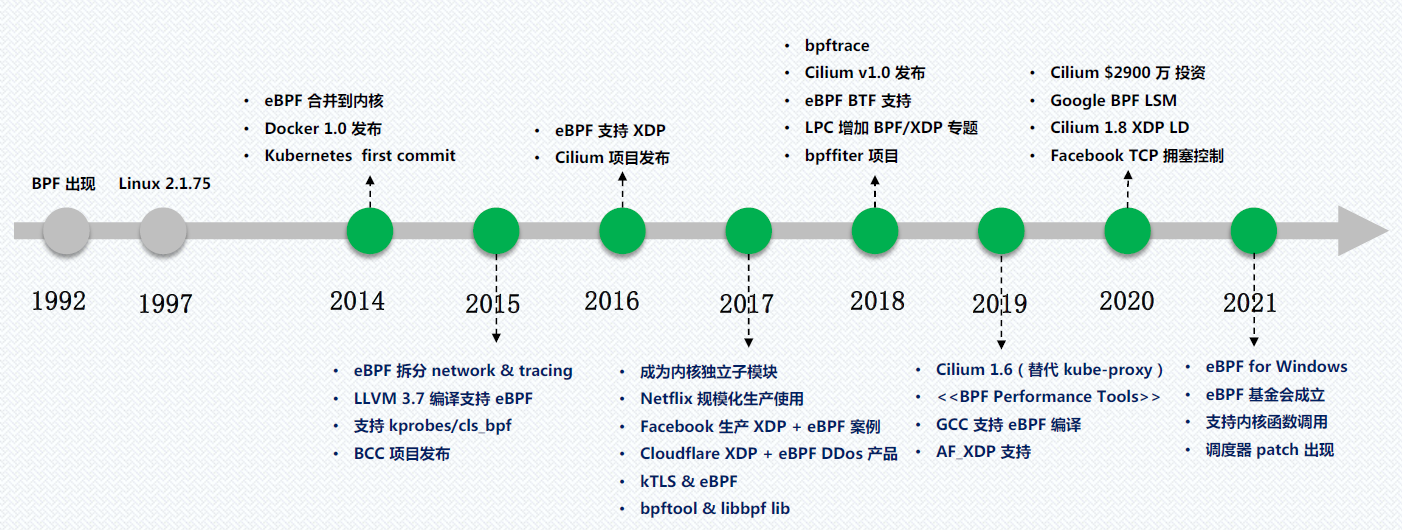 BPF 出现
1992
Linux 2.1.75
1997
• eBPF 合并到内核
• Docker 1.0 发布
• Kubernetes first commit
2014
2015
• eBPF 拆分 network & tracing
• LLVM 3.7 编译支持 eBPF
• 支持 kprobes/cls_bpf
• BCC 项目发布
• eBPF 支持 XDP
• Cilium 项目发布
2016
2017
• 成为内核独立子模块
• Netflix 规模化生产使用
• Facebook 生产 XDP + eBPF 案例
• Cloudflare XDP + eBPF DDos 产品
• kTLS & eBPF
• bpftool & libbpf lib
• bpftrace
• Cilium v1.0 发布
• eBPF BTF 支持
• LPC 增加 BPF/XDP 专题
• bpffiter 项目
2018
2019
• Cilium 1.6（替代 kube-proxy）
• <<BPF Performance Tools>>
• GCC 支持 eBPF 编译
• AF_XDP 支持
• Cilium $2900 万 投资
• Google BPF LSM
• Cilium 1.8 XDP LD
• Facebook TCP 拥塞控制
2020
2021
• eBPF for Windows
• eBPF 基金会成立
• 支持内核函数调用
• 调度器 patch 出现